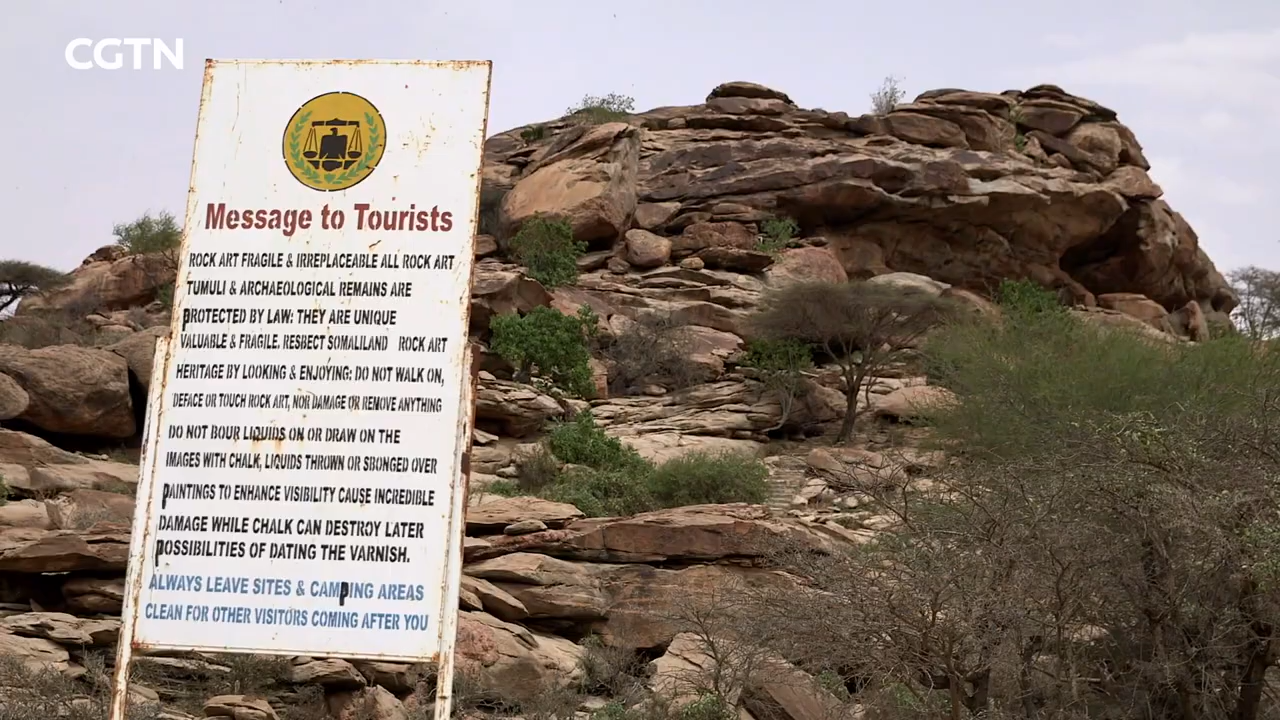 CGTN
Message to Tourists
ROCK ART FRAGILE & IRREPLACEABLE ALL ROCK ART
TUMULI & ARCHAEOLOGICAL REMAINS ARE
PROTECTED BY LAW: THEY ARE UNIQUE
VALUABLE & FRAGILE. RESBECT SOMALILAND ROCK ART
HERITAGE BY LOOKING & ENJOYING: DO NOT WALK ON,
DEFACE OR TOUCH ROCK ART, NOR DAMAGE OR REMOVE ANYTHING
DO NOT BOUR LIQUIDS ON OR DRAW ON THE
IMAGES WITH CHALK, LIQUIDS THROWN OR SBONGED OVER
PAINTINGS TO ENHANCE VISIBILITY CAUSE INCREDIBLE
DAMAGE WHILE CHALK CAN DESTROY LATER
POSSIBILITIES OF DATING THE VARNISH.
ALWAYS LEAVE SITES & CAMPING AREAS
CLEAN FOR OTHER VISITORS COMING AFTER YOU